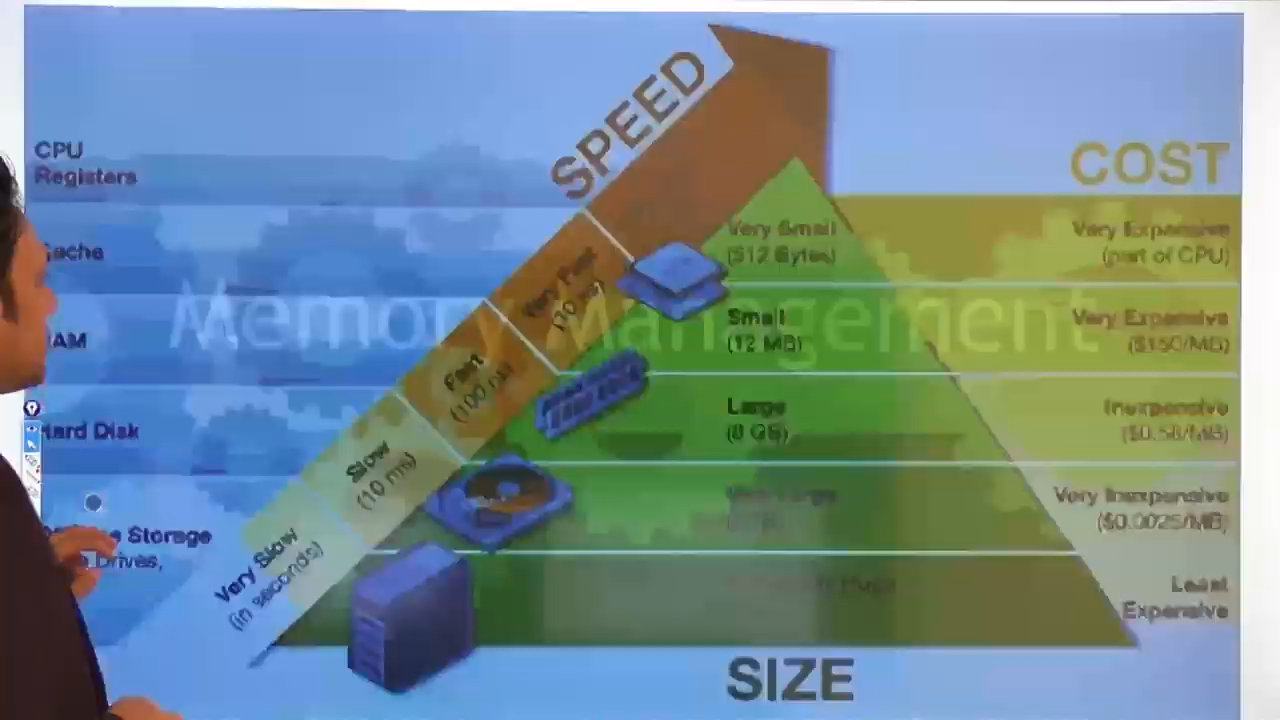 SPEED
COST
CPU
Registers
Very Small
(512 Bytes)
Very Expensive
(part of CPU)
Memory Management
Very Fast
Small
(12 MB)
Very Expensive
($150/MB)
Fast
Large
(8 GB)
Inexpensive
Hard Disk
Slow
(10 ms)
Very Inexpensive
($0.0025/MB)
Storage
Drives,
Very Slow
(in seconds)
Least
Expensive
SIZE